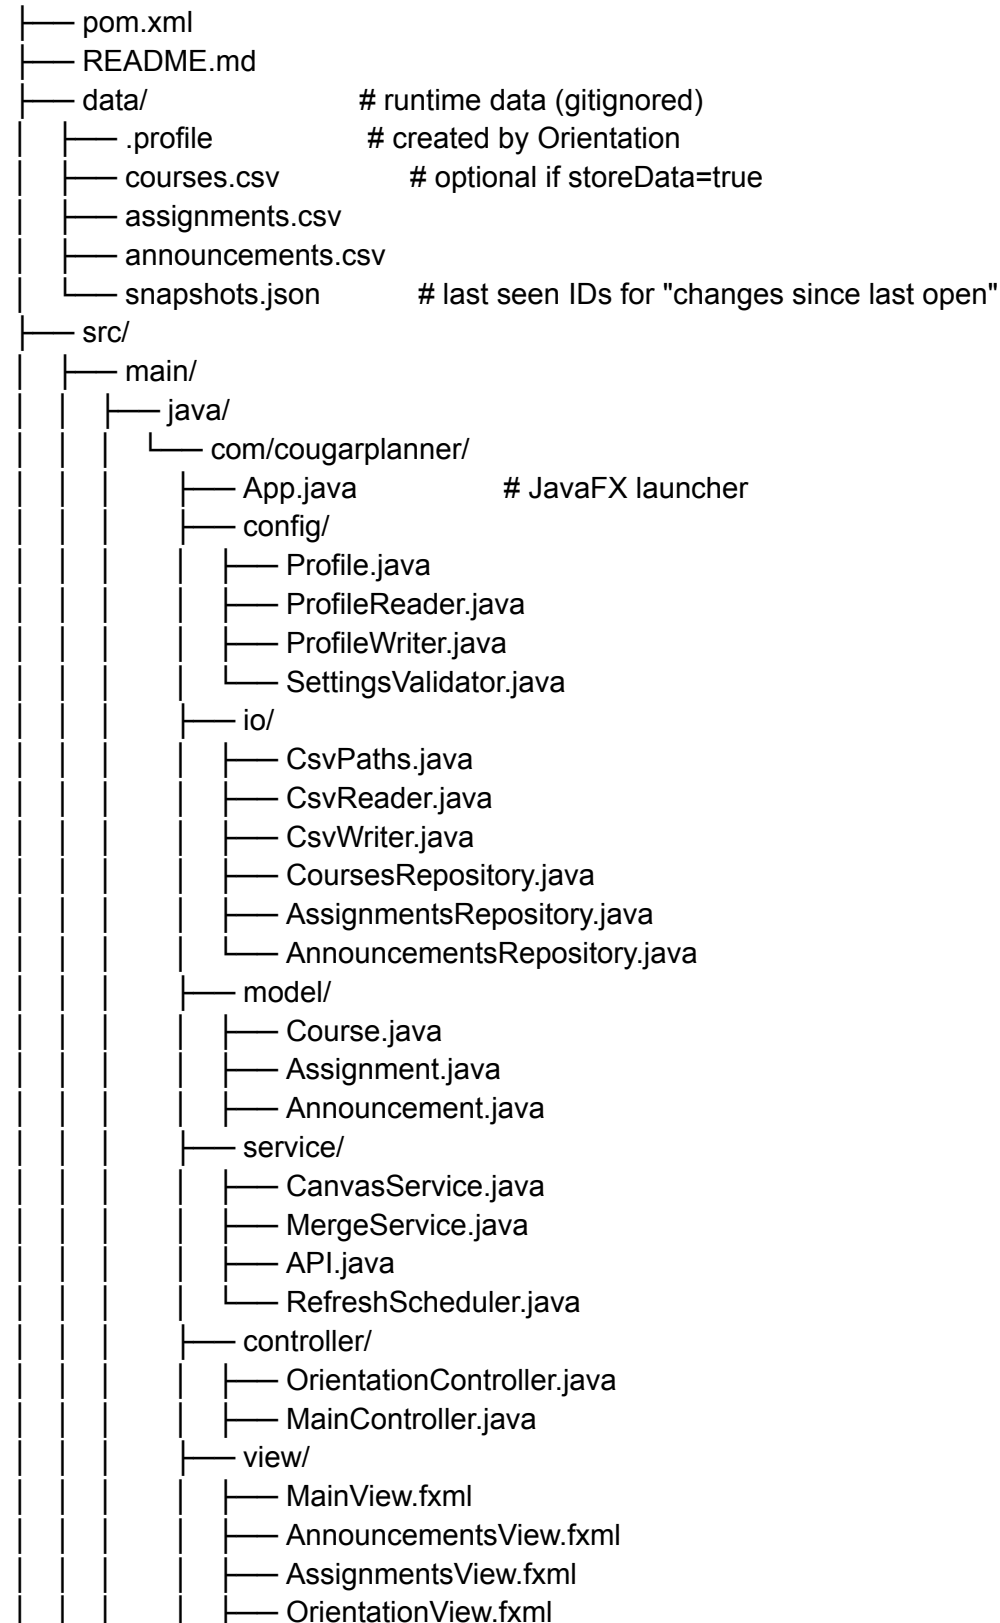 ├── pom.xml
├── README.md
├── data/ # runtime data (gitignored)
│ ├── .profile # created by Orientation
│ ├── courses.csv # optional if storeData=true
│ ├── assignments.csv
│ ├── announcements.csv
│ └── snapshots.json # last seen IDs for "changes since last open"
├── src/
│ ├── main/
│ │ ├── java/
│ │ │ └── com/cougarplanner/
│ │ │ ├── App.java # JavaFX launcher
│ │ │ ├── config/
│ │ │ │ ├── Profile.java
│ │ │ │ ├── ProfileReader.java
│ │ │ │ ├── ProfileWriter.java
│ │ │ │ └── SettingsValidator.java
│ │ │ ├── io/
│ │ │ │ ├── CsvPaths.java
│ │ │ │ ├── CsvReader.java
│ │ │ │ ├── CsvWriter.java
│ │ │ │ ├── CoursesRepository.java
│ │ │ │ ├── AssignmentsRepository.java
│ │ │ │ └── AnnouncementsRepository.java
│ │ │ ├── model/
│ │ │ │ ├── Course.java
│ │ │ │ ├── Assignment.java
│ │ │ │ ├── Announcement.java
│ │ │ ├── service/
│ │ │ │ ├── CanvasService.java
│ │ │ │ ├── MergeService.java
│ │ │ │ ├── API.java
│ │ │ │ └── RefreshScheduler.java
│ │ │ ├── controller/
│ │ │ │ ├── OrientationController.java
│ │ │ │ ├── MainController.java
│ │ │ ├── view/
│ │ │ │ ├── MainView.fxml
│ │ │ │ ├── AnnouncementsView.fxml
│ │ │ │ ├── AssignmentsView.fxml
│ │ │ │ ├── OrientationView.fxml